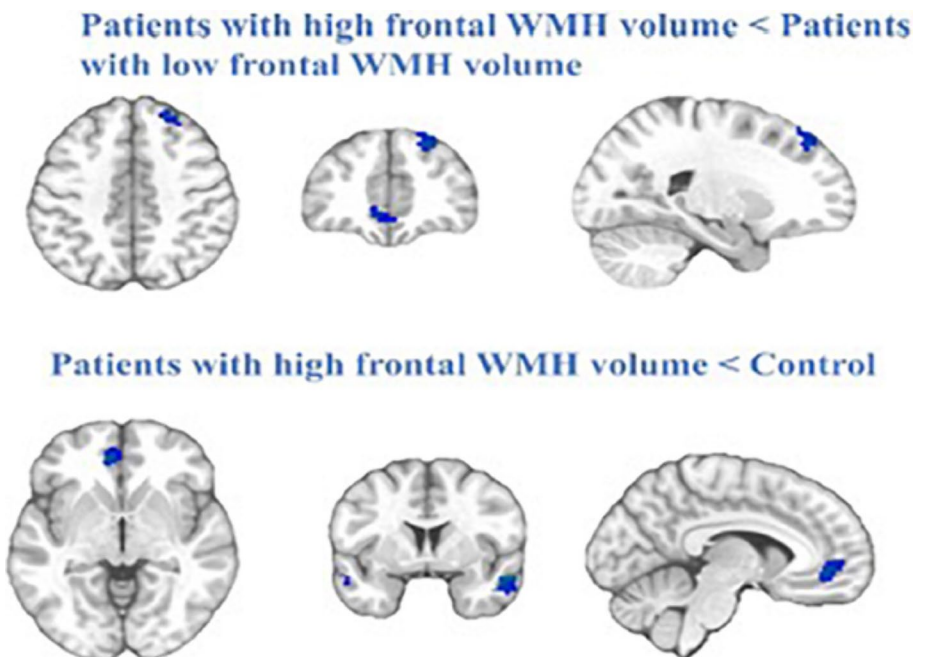 Patients with high frontal WMH volume < Patients
with low frontal WMH volume
Patients with high frontal WMH volume < Control